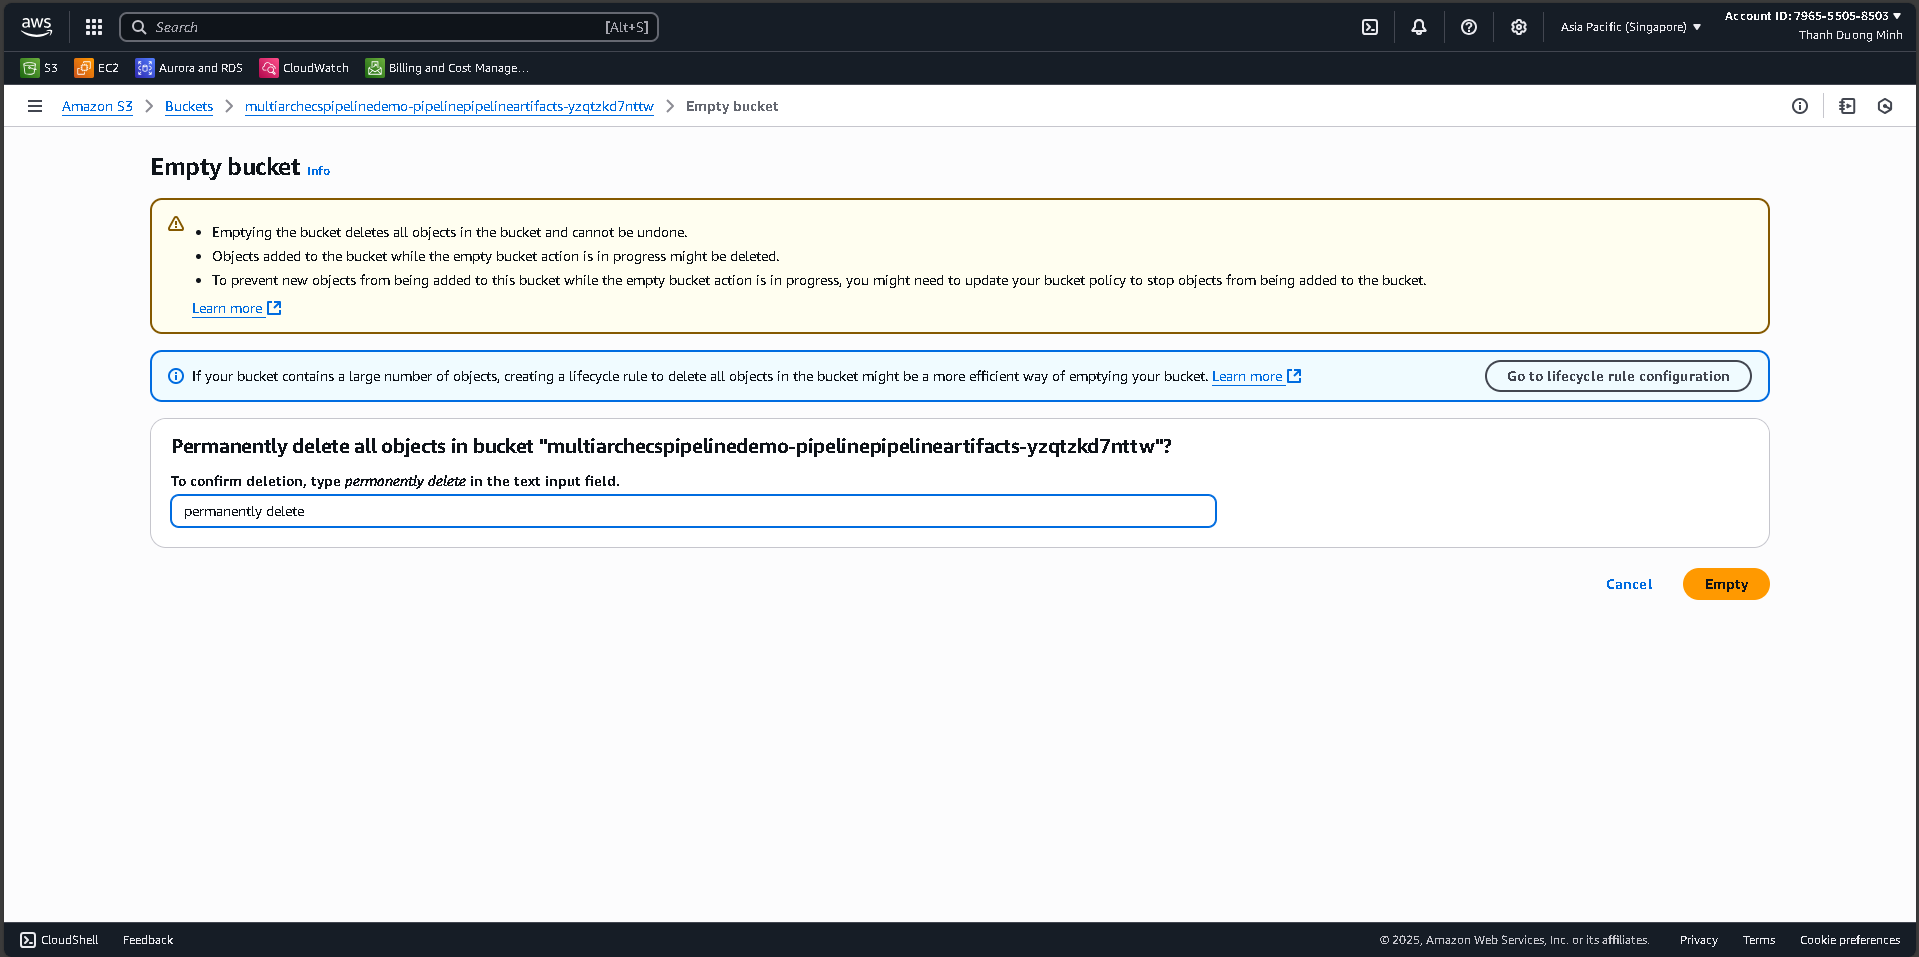 aws
Search [Alt+S]
Asia Pacific (Singapore)
Account ID: 7965-5505-8503
Thanh Duong Minh
S3 EC2 Aurora and RDS CloudWatch Billing and Cost Manage...
Amazon S3 Buckets multiarchecspipelinedemo-pipelinepipelineartifacts-yzqtzkd7nttw Empty bucket
Empty bucket Info
• Emptying the bucket deletes all objects in the bucket and cannot be undone.
• Objects added to the bucket while the empty bucket action is in progress might be deleted.
• To prevent new objects from being added to this bucket while the empty bucket action is in progress, you might need to update your bucket policy to stop objects from being added to the bucket.
Learn more
If your bucket contains a large number of objects, creating a lifecycle rule to delete all objects in the bucket might be a more efficient way of emptying your bucket. Learn more Go to lifecycle rule configuration
Permanently delete all objects in bucket "multiarchecspipelinedemo-pipelinepipelineartifacts-yzqtzkd7nttw"?
To confirm deletion, type permanently delete in the text input field.
permanently delete
Cancel Empty
CloudShell Feedback © 2025, Amazon Web Services, Inc. or its affiliates. Privacy Terms Cookie preferences